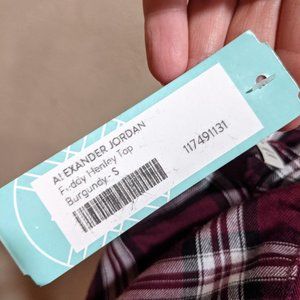 ALEXANDER JORDAN
Friday Henley Top
Burgundy- S
117491131